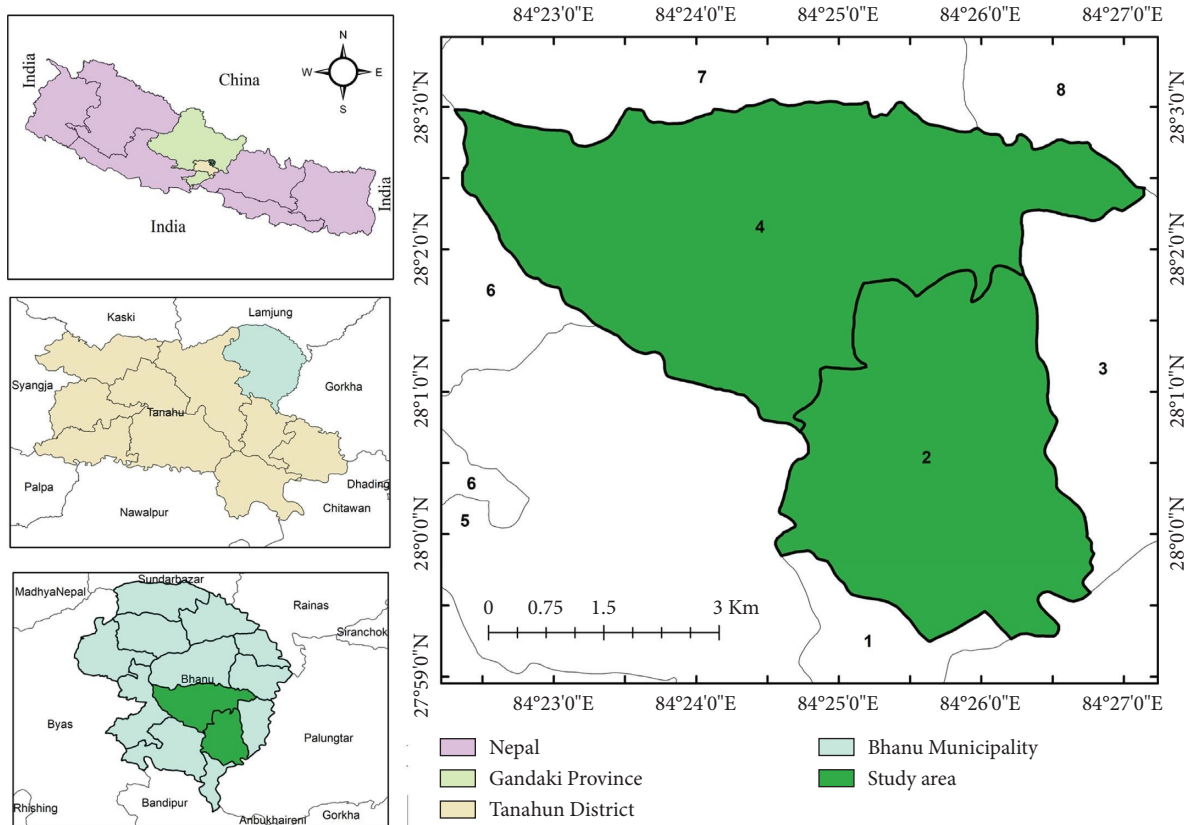 N
W
E
S
India
China
India
India
Kaski
Lamjung
Syangja
Gorkha
Tanahu
Palpa
Dhading
Nawalpur
Chitawan
Sundarbazar
MadhyaNepal
Rainas
Siranchok
Bhanu
Byas
Palungtar
Rhishing
Bandipur
Anbukhaireni
Gorkha
84°23'0"E 84°24'0"E 84°25'0"E 84°26'0"E 84°27'0"E
28°3'0"N
28°2'0"N
28°1'0"N
28°0'0"N
27°59'0"N
7
8
4
6
3
2
6
5
1
0 0.75 1.5 3 Km
28°3'0"N
28°2'0"N
28°1'0"N
28°0'0"N
27°59'0"N
84°23'0"E 84°24'0"E 84°25'0"E 84°26'0"E 84°27'0"E
Nepal
Gandaki Province
Tanahun District
Bhanu Municipality
Study area